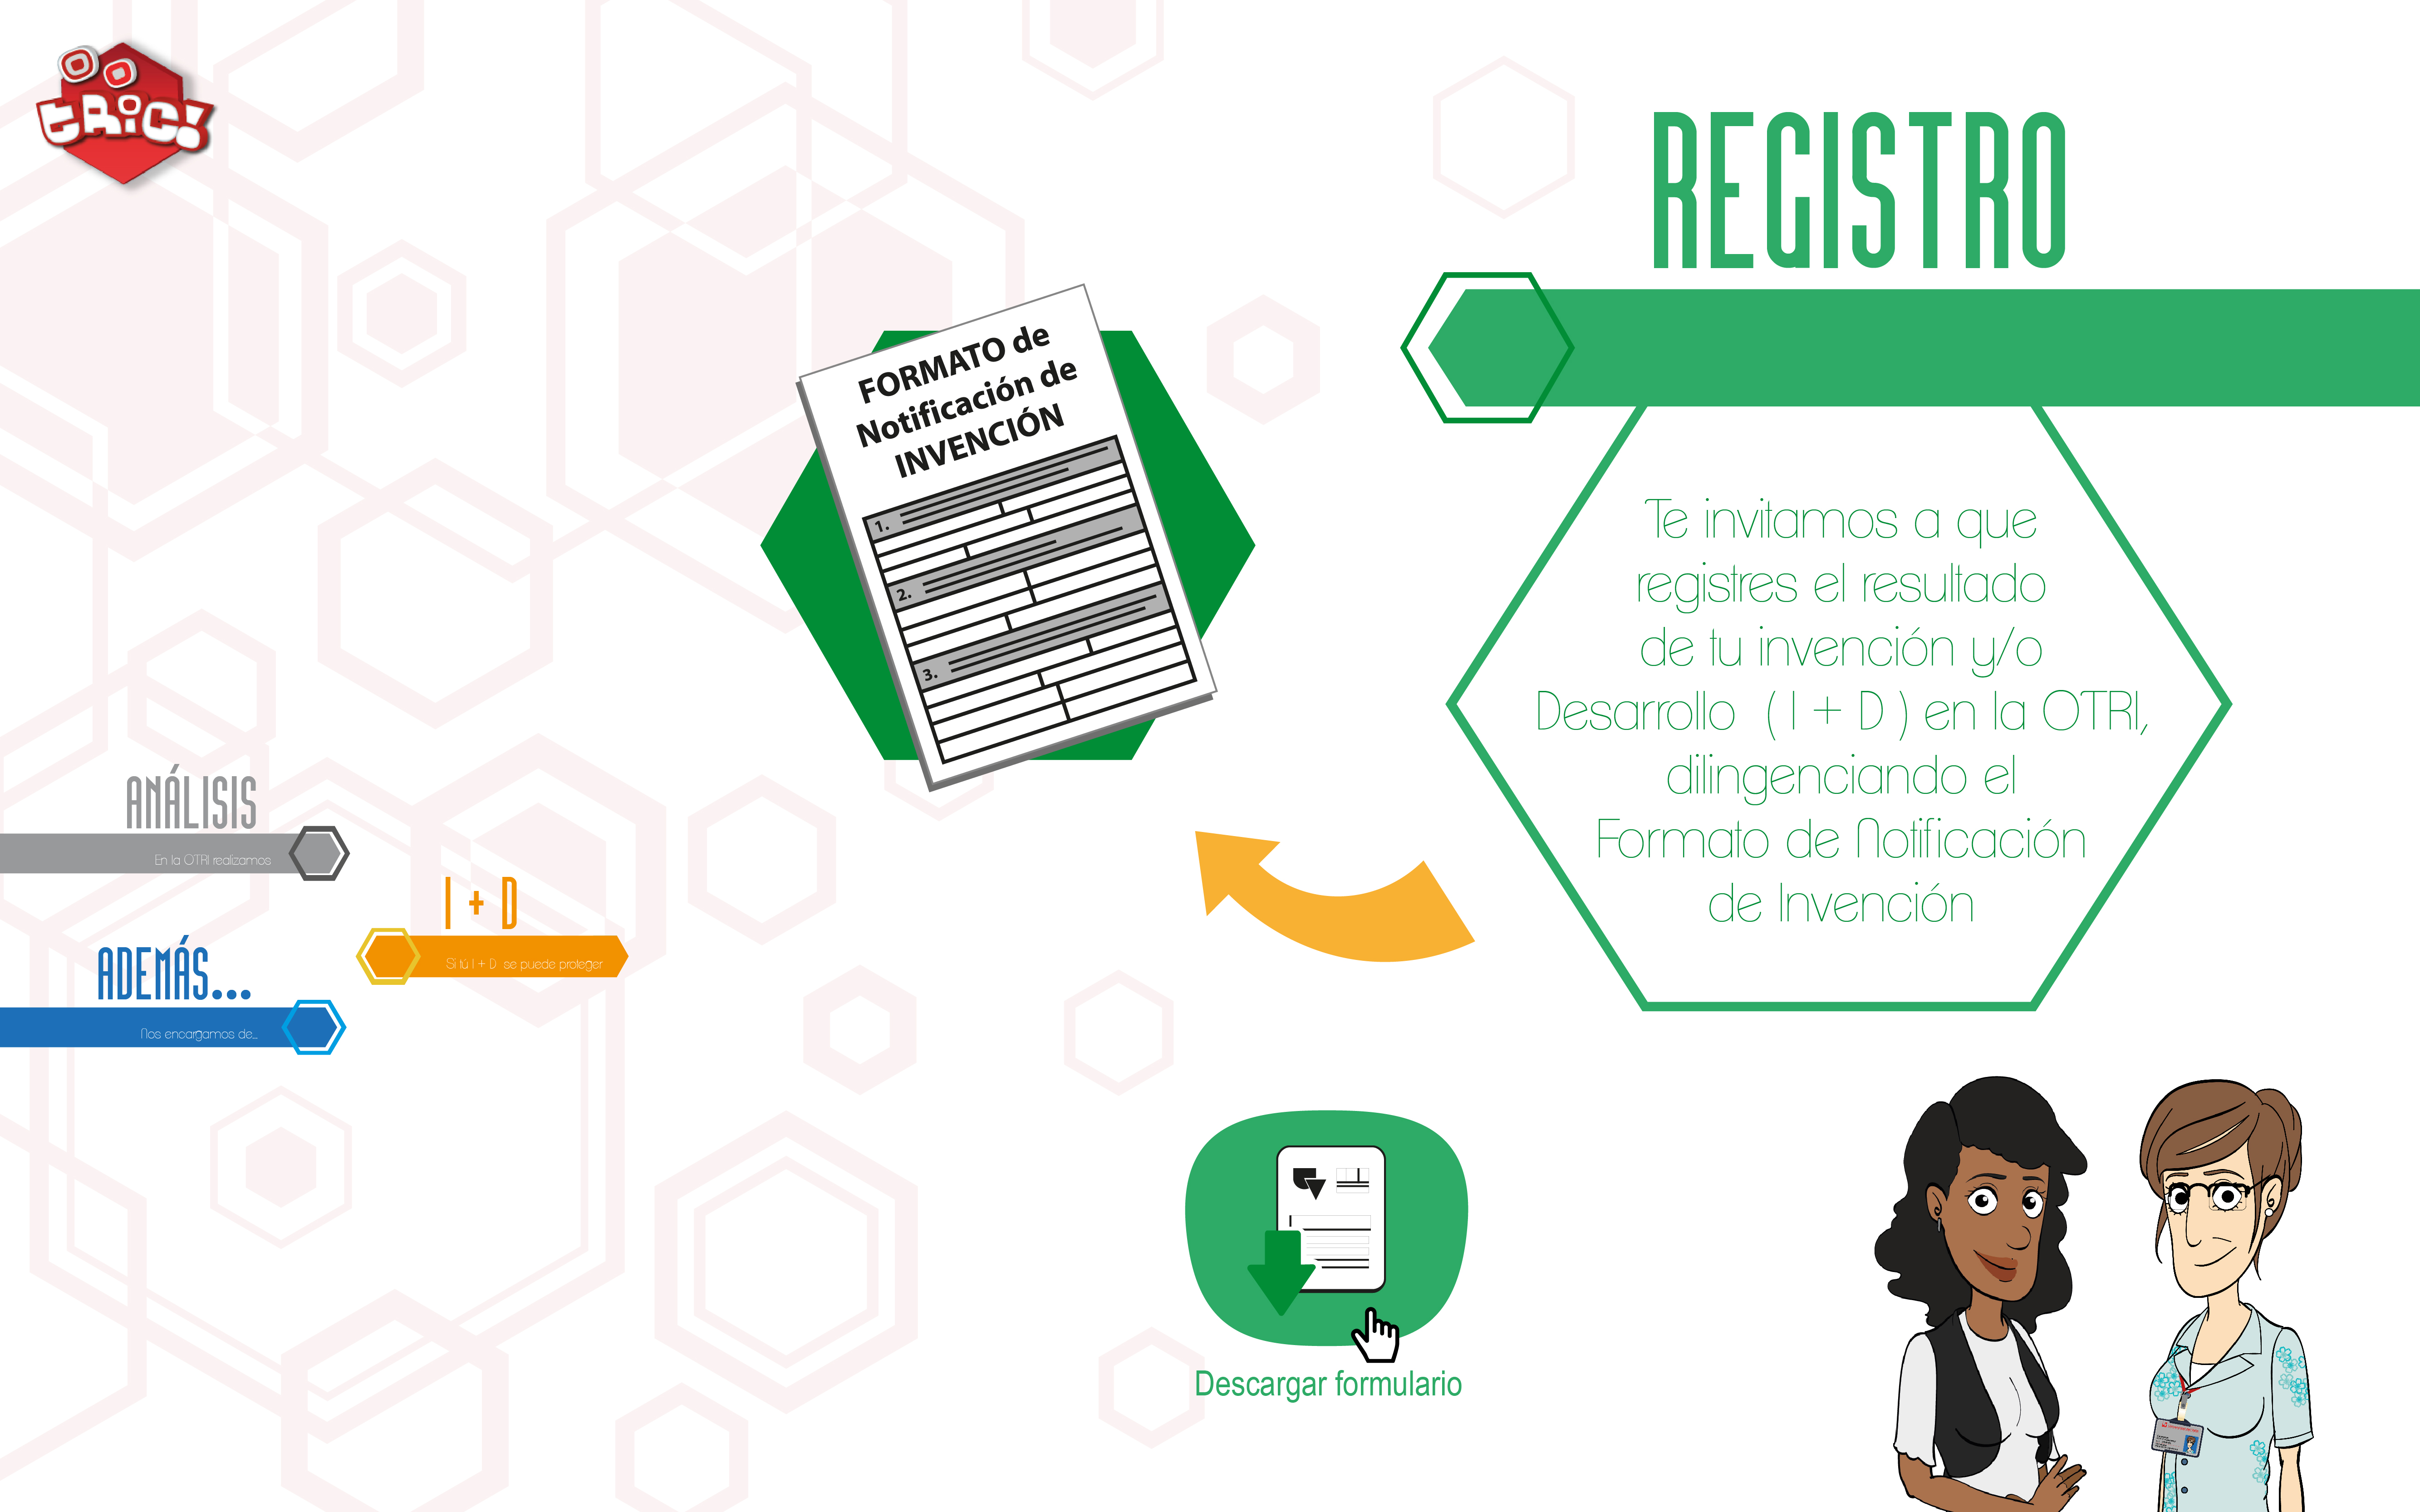 tRiC!
REGISTRO
FORMATO de
Notificación de
INVENCIÓN
1.
2.
3.
Te invitamos a que
registres el resultado
de tu invención y/o
Desarrollo ( I + D ) en la OTRI,
dilingenciando el
Formato de Notificación
de Invención
ANÁLISIS
En la OTRI realizamos
I + D
Sí tú I + D se puede proteger
ADEMÁS...
Nos encargamos de...
Descargar formulario